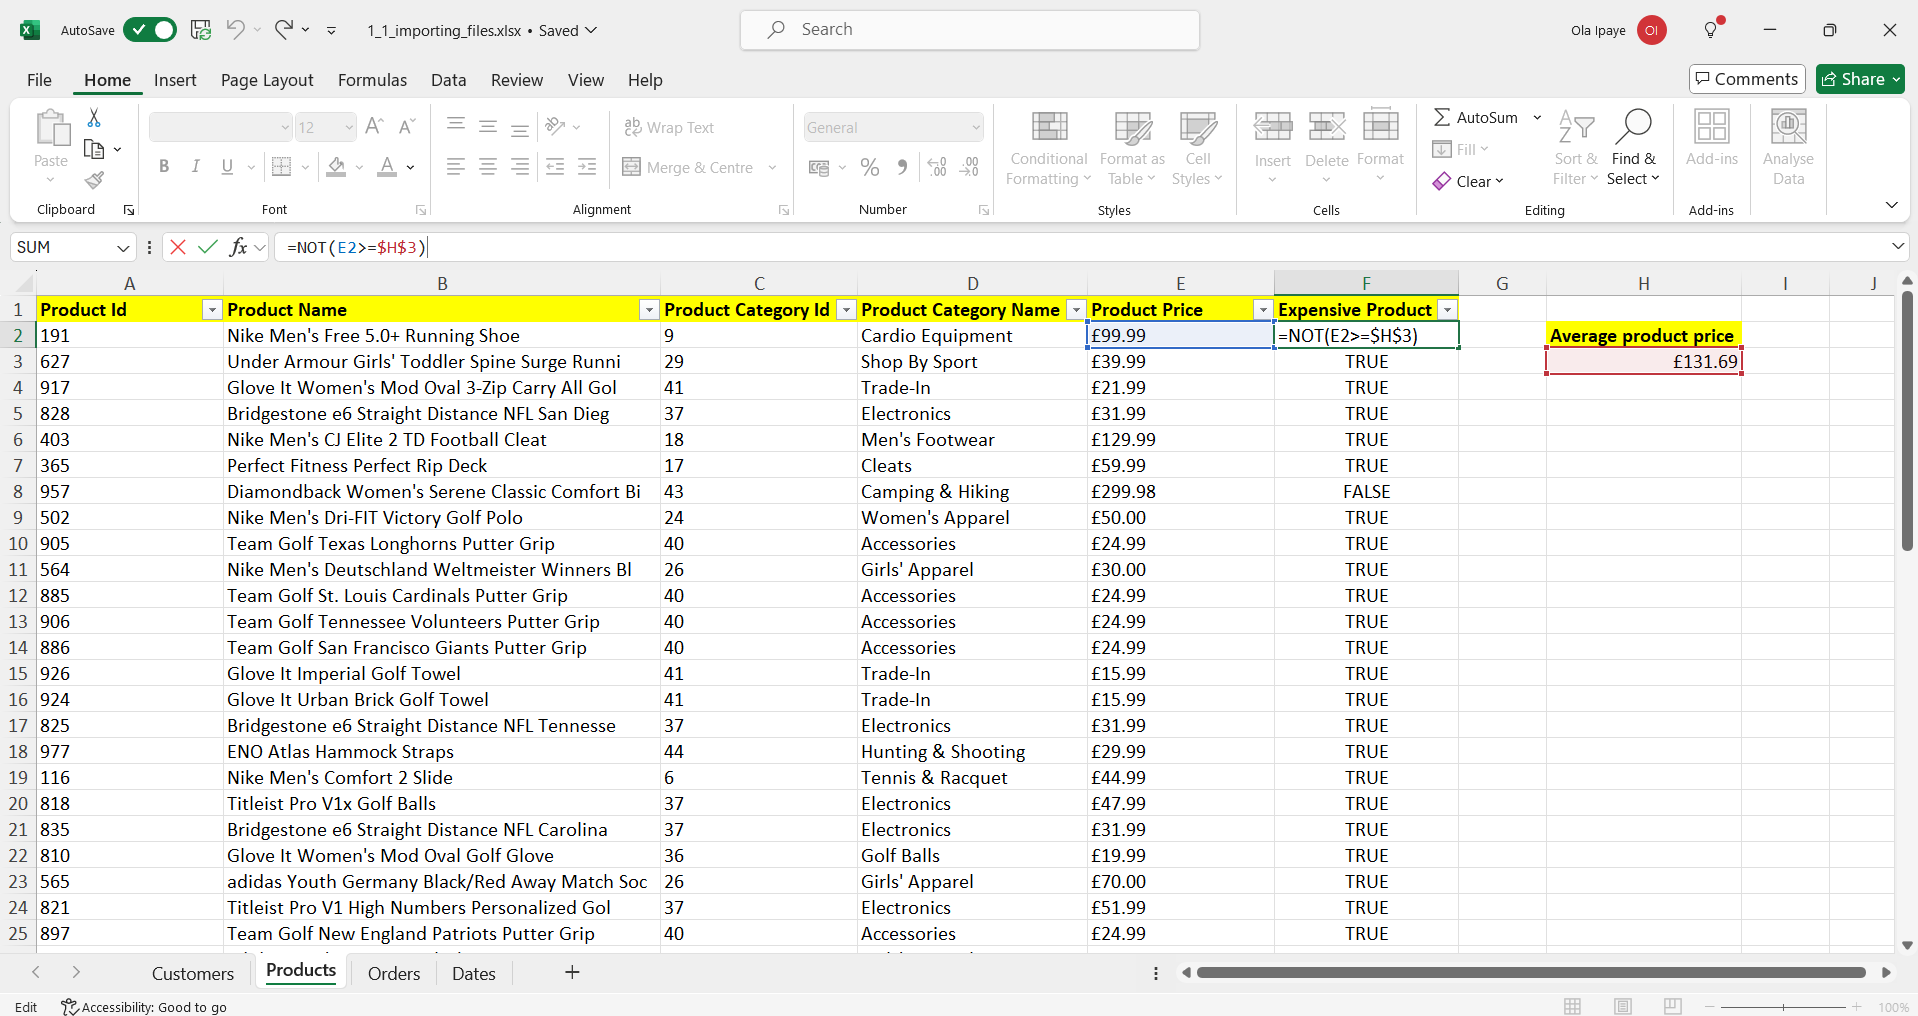 AutoSave 1_1_importing_files.xlsx • Saved Search Ola Ipaye OI
File Home Insert Page Layout Formulas Data Review View Help Comments Share
Paste
Clipboard
12
B I U A
Font
Wrap Text
Merge & Centre
Alignment
General
Number
Conditional Formatting
Format as Table
Cell Styles
Styles
Insert Delete Format
Cells
AutoSum
Fill
Clear
Sort & Filter
Find & Select
Editing
Add-ins
Add-ins
Analyse Data
SUM fx =NOT(E2>=$H$3)
A B C D E F G H I J
1 Product Id Product Name Product Category Id Product Category Name Product Price Expensive Product
2 191 Nike Men's Free 5.0+ Running Shoe 9 Cardio Equipment £99.99 =NOT(E2>=$H$3) Average product price
3 627 Under Armour Girls' Toddler Spine Surge Runni 29 Shop By Sport £39.99 TRUE £131.69
4 917 Glove It Women's Mod Oval 3-Zip Carry All Gol 41 Trade-In £21.99 TRUE
5 828 Bridgestone e6 Straight Distance NFL San Dieg 37 Electronics £31.99 TRUE
6 403 Nike Men's CJ Elite 2 TD Football Cleat 18 Men's Footwear £129.99 TRUE
7 365 Perfect Fitness Perfect Rip Deck 17 Cleats £59.99 TRUE
8 957 Diamondback Women's Serene Classic Comfort Bi 43 Camping & Hiking £299.98 FALSE
9 502 Nike Men's Dri-FIT Victory Golf Polo 24 Women's Apparel £50.00 TRUE
10 905 Team Golf Texas Longhorns Putter Grip 40 Accessories £24.99 TRUE
11 564 Nike Men's Deutschland Weltmeister Winners Bl 26 Girls' Apparel £30.00 TRUE
12 885 Team Golf St. Louis Cardinals Putter Grip 40 Accessories £24.99 TRUE
13 906 Team Golf Tennessee Volunteers Putter Grip 40 Accessories £24.99 TRUE
14 886 Team Golf San Francisco Giants Putter Grip 40 Accessories £24.99 TRUE
15 926 Glove It Imperial Golf Towel 41 Trade-In £15.99 TRUE
16 924 Glove It Urban Brick Golf Towel 41 Trade-In £15.99 TRUE
17 825 Bridgestone e6 Straight Distance NFL Tennesse 37 Electronics £31.99 TRUE
18 977 ENO Atlas Hammock Straps 44 Hunting & Shooting £29.99 TRUE
19 116 Nike Men's Comfort 2 Slide 6 Tennis & Racquet £44.99 TRUE
20 818 Titleist Pro V1x Golf Balls 37 Electronics £47.99 TRUE
21 835 Bridgestone e6 Straight Distance NFL Carolina 37 Electronics £31.99 TRUE
22 810 Glove It Women's Mod Oval Golf Glove 36 Golf Balls £19.99 TRUE
23 565 adidas Youth Germany Black/Red Away Match Soc 26 Girls' Apparel £70.00 TRUE
24 821 Titleist Pro V1 High Numbers Personalized Gol 37 Electronics £51.99 TRUE
25 897 Team Golf New England Patriots Putter Grip 40 Accessories £24.99 TRUE
Customers Products Orders Dates
Edit Accessibility: Good to go 100%